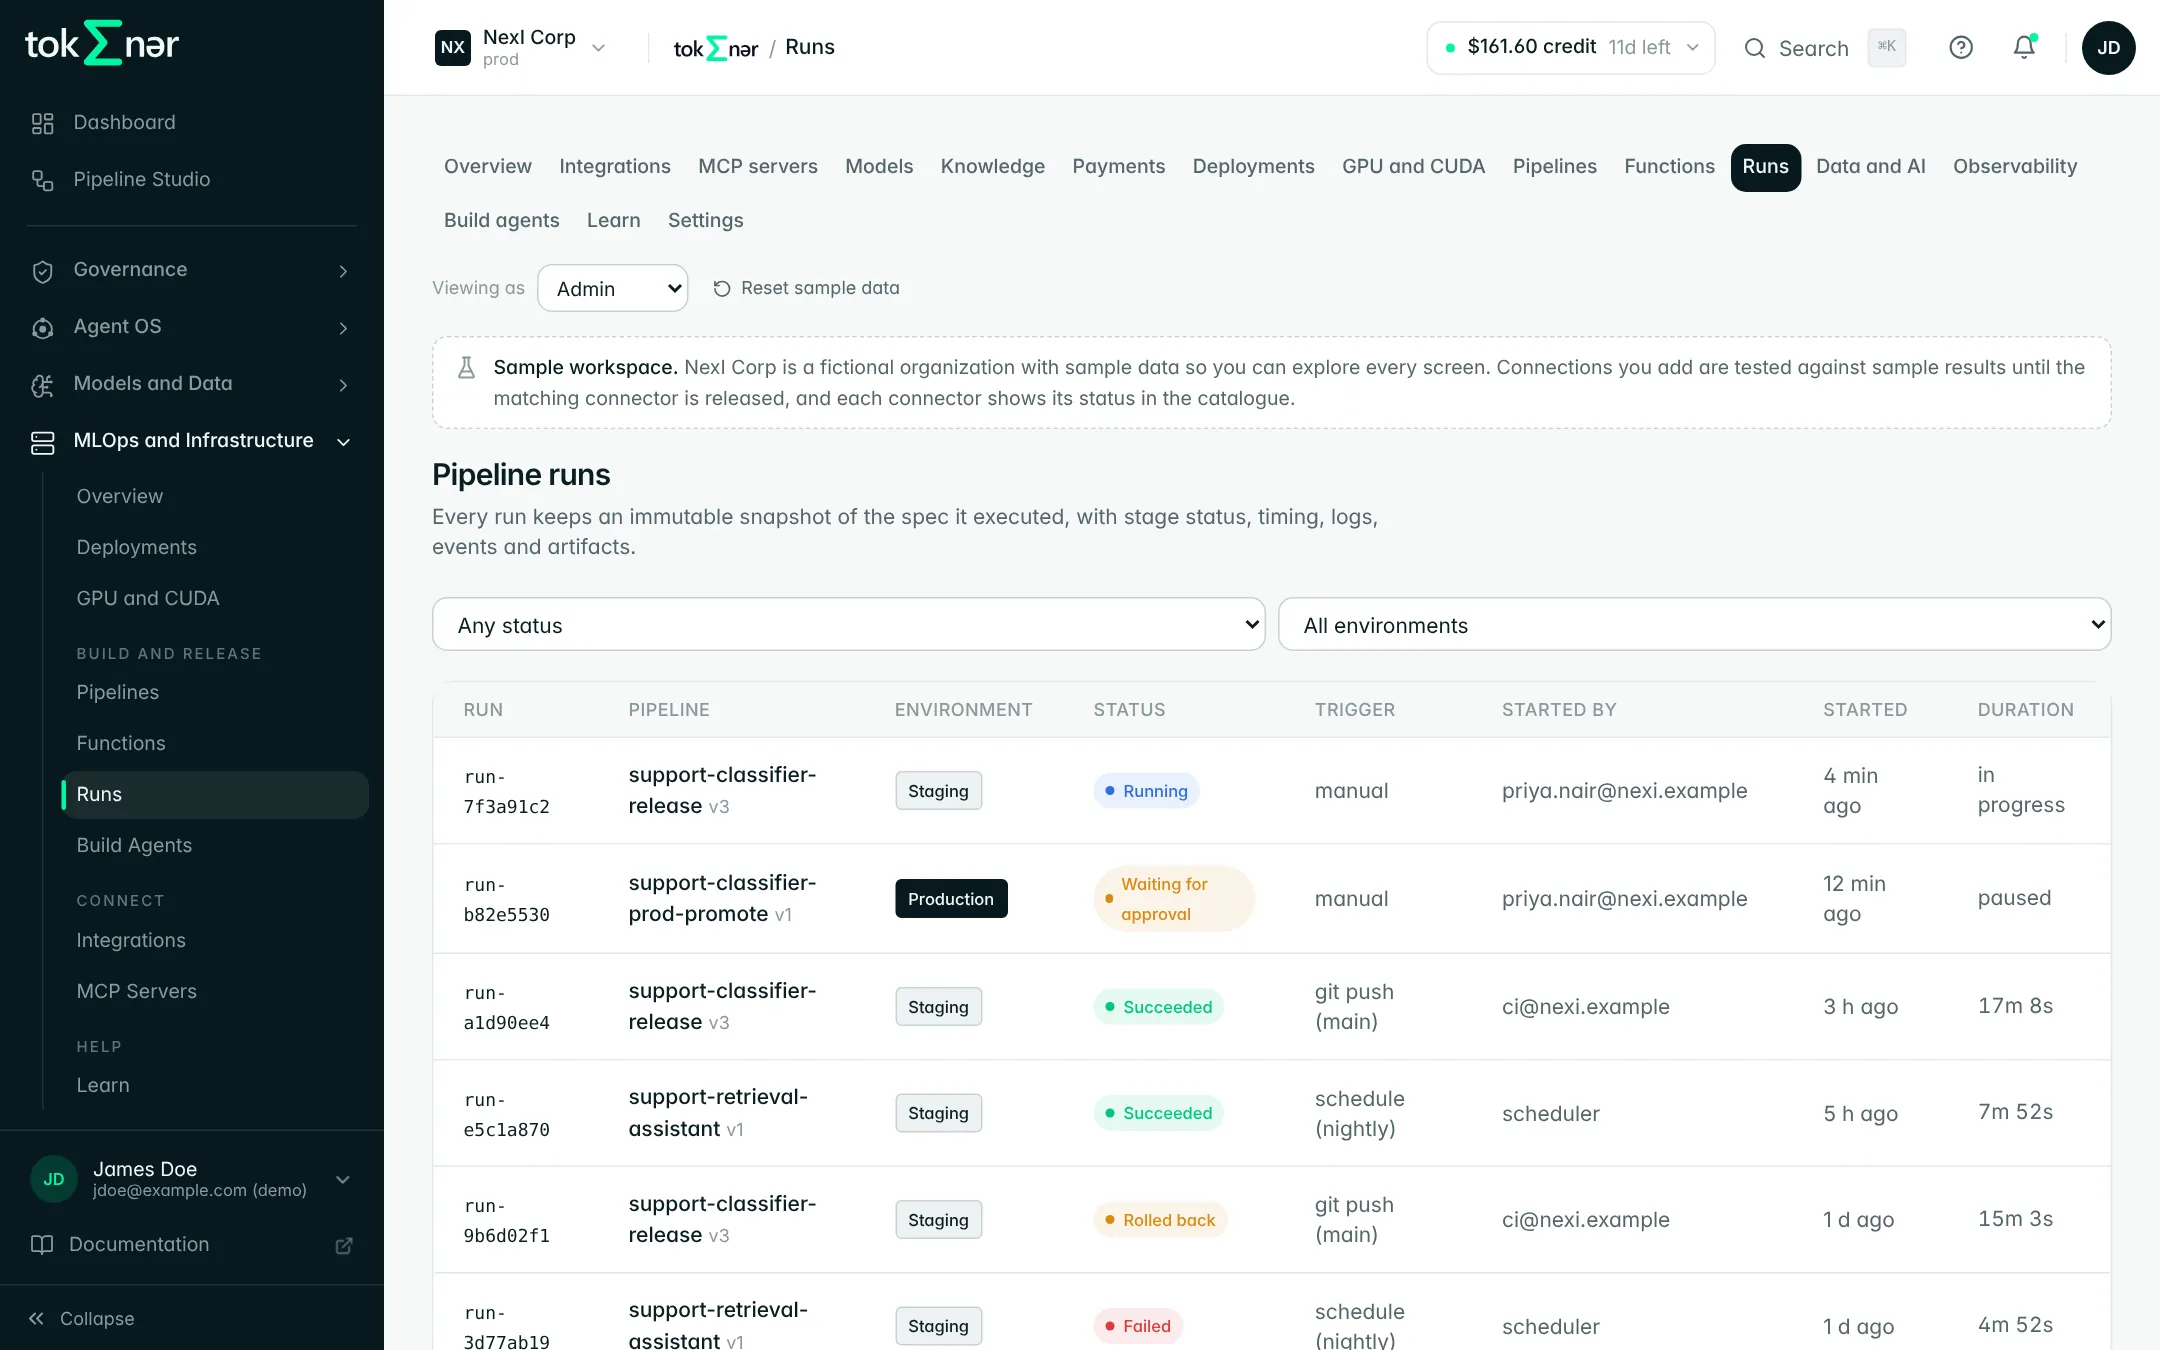 tokΣnər
Dashboard
Pipeline Studio
Governance
Agent OS
Models and Data
MLOps and Infrastructure
Overview
Deployments
GPU and CUDA
BUILD AND RELEASE
Pipelines
Functions
Runs
Build Agents
CONNECT
Integrations
MCP Servers
HELP
Learn
JD
James Doe
jdoe@example.com (demo)
Documentation
Collapse
NX
Nexl Corp
prod
tokΣnər / Runs
$161.60 credit 11d left
Search ⌘K
JD
Overview Integrations MCP servers Models Knowledge Payments Deployments GPU and CUDA Pipelines Functions Runs Data and AI Observability
Build agents Learn Settings
Viewing as Admin Reset sample data
Sample workspace. Nexl Corp is a fictional organization with sample data so you can explore every screen. Connections you add are tested against sample results until the
matching connector is released, and each connector shows its status in the catalogue.
Pipeline runs
Every run keeps an immutable snapshot of the spec it executed, with stage status, timing, logs,
events and artifacts.
Any status
All environments
RUN PIPELINE ENVIRONMENT STATUS TRIGGER STARTED BY STARTED DURATION
run-
7f3a91c2
support-classifier-
release v3
Staging
Running
manual
priya.nair@nexi.example
4 min
ago
in
progress
run-
b82e5530
support-classifier-
prod-promote v1
Production
Waiting for
approval
manual
priya.nair@nexi.example
12 min
ago
paused
run-
a1d90ee4
support-classifier-
release v3
Staging
Succeeded
git push
(main)
ci@nexi.example
3 h ago
17m 8s
run-
e5c1a870
support-retrieval-
assistant v1
Staging
Succeeded
schedule
(nightly)
scheduler
5 h ago
7m 52s
run-
9b6d02f1
support-classifier-
release v3
Staging
Rolled back
git push
(main)
ci@nexi.example
1 d ago
15m 3s
run-
3d77ab19
support-retrieval-
assistant v1
Staging
Failed
schedule
(nightly)
scheduler
1 d ago
4m 52s